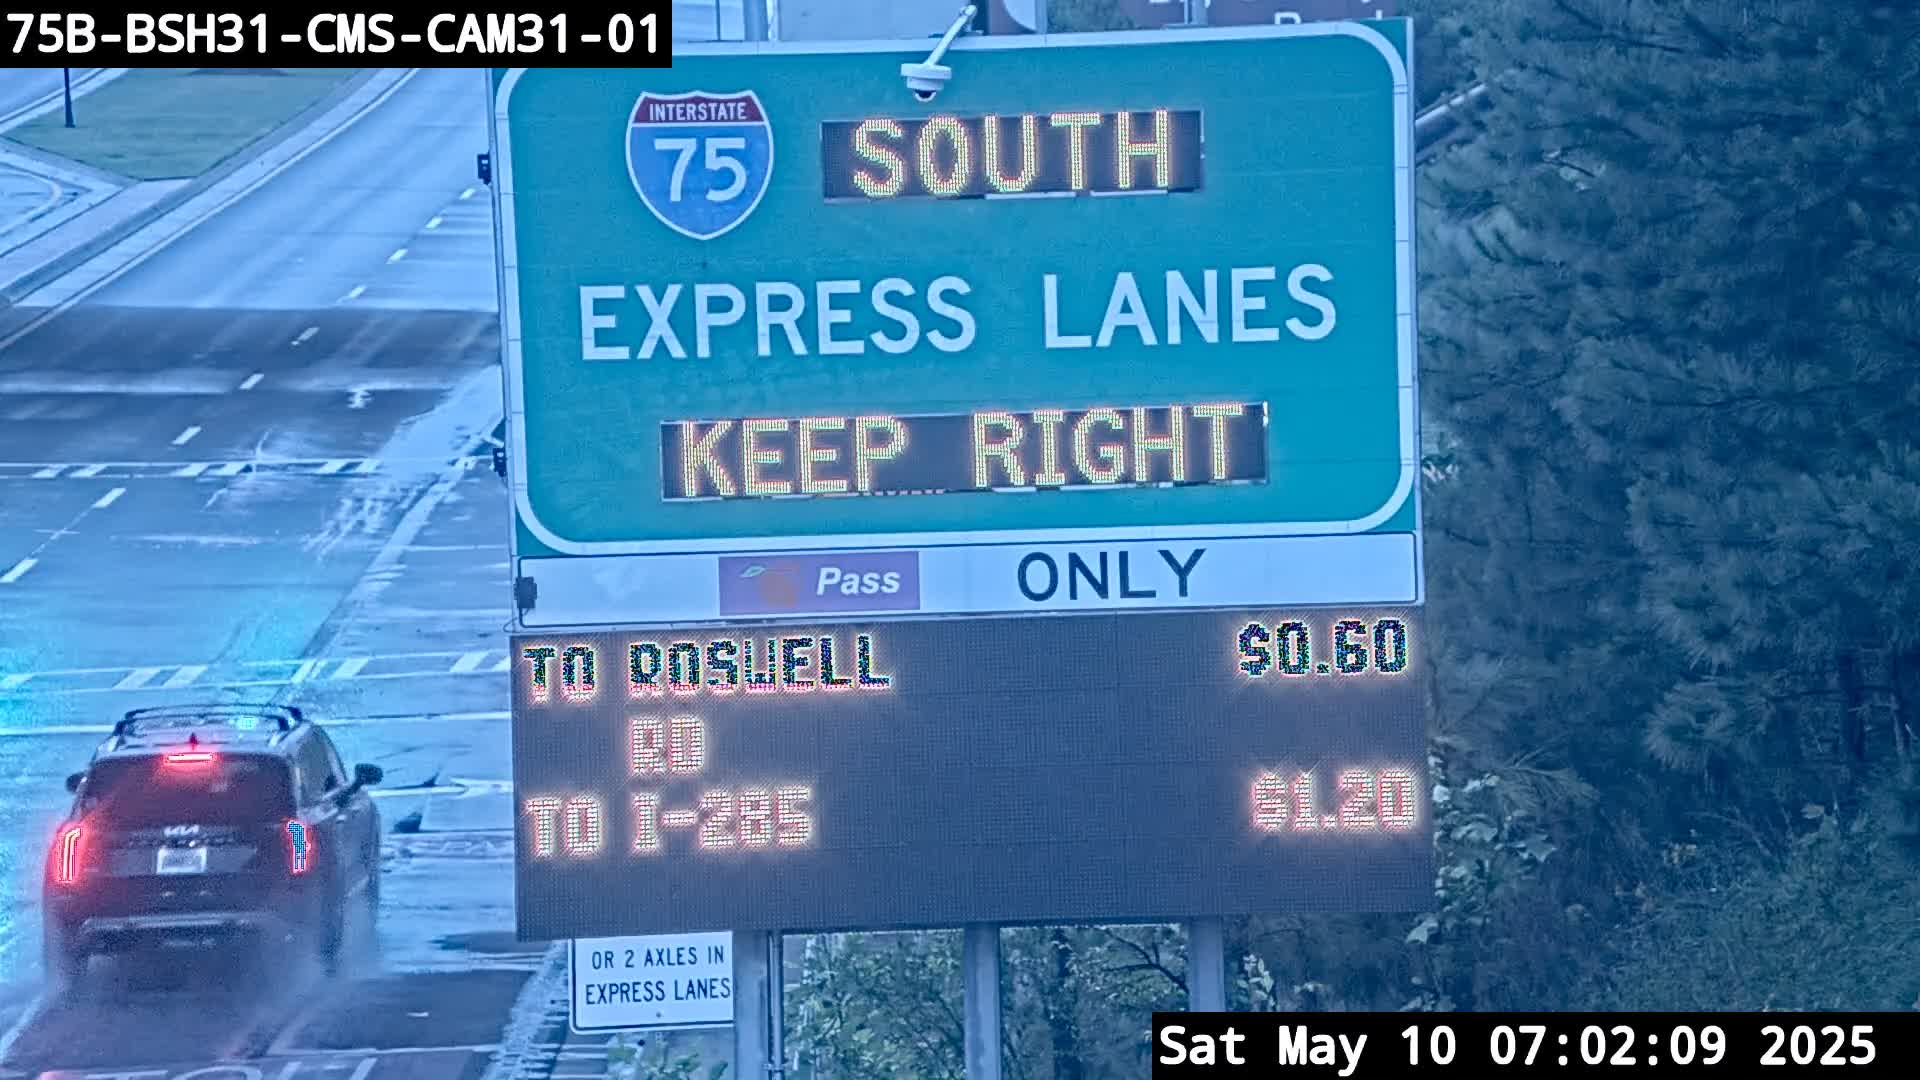 75B-BSH31-CMS-CAM31-01
INTERSTATE
75
SOUTH
EXPRESS LANES
KEEP RIGHT
Pass ONLY
TO ROSWELL $0.60
RD
TO I-285 $1.20
KIA
OR 2 AXLES IN
EXPRESS LANES
Sat May 10 07:02:09 2025